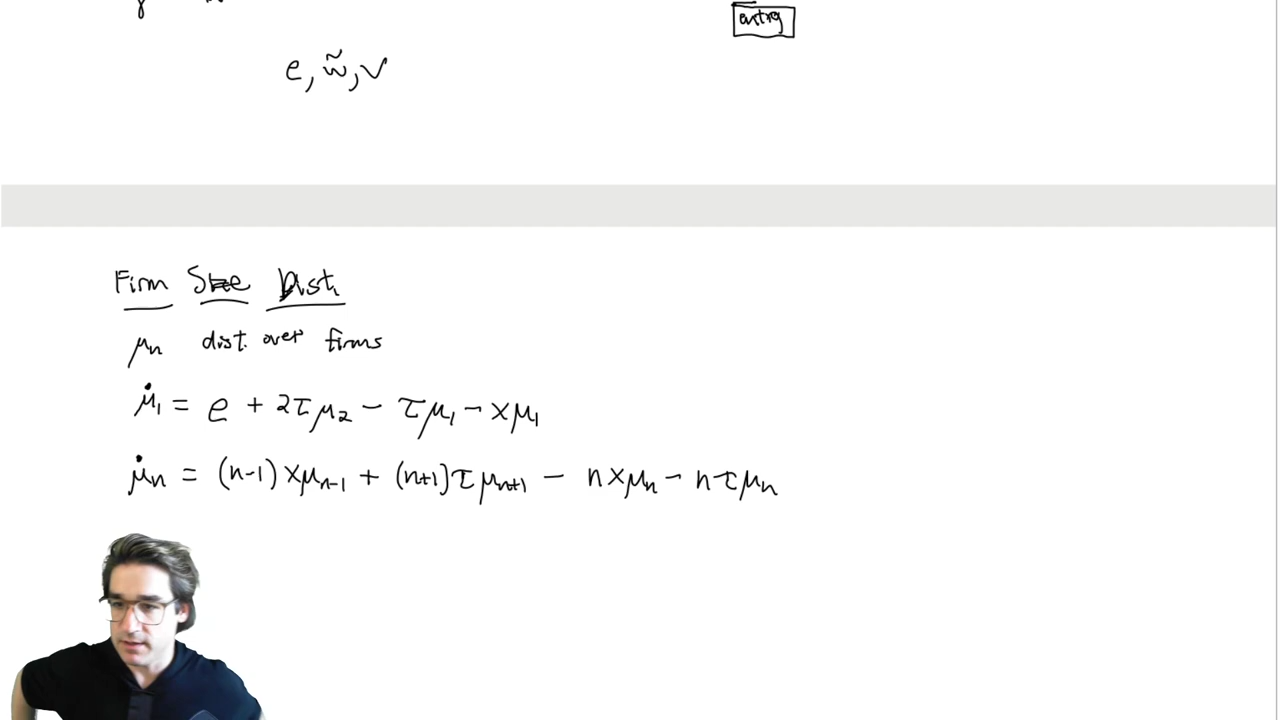 entry
e, w̃, v
Firm Size Dist.
μn dist. over firms
μ̇₁ = e + 2τμ₂ − τμ₁ − xμ₁
μ̇ₙ = (n-1)xμₙ₋₁ + (n+1)τμₙ₊₁ − nxμₙ − nτμₙ